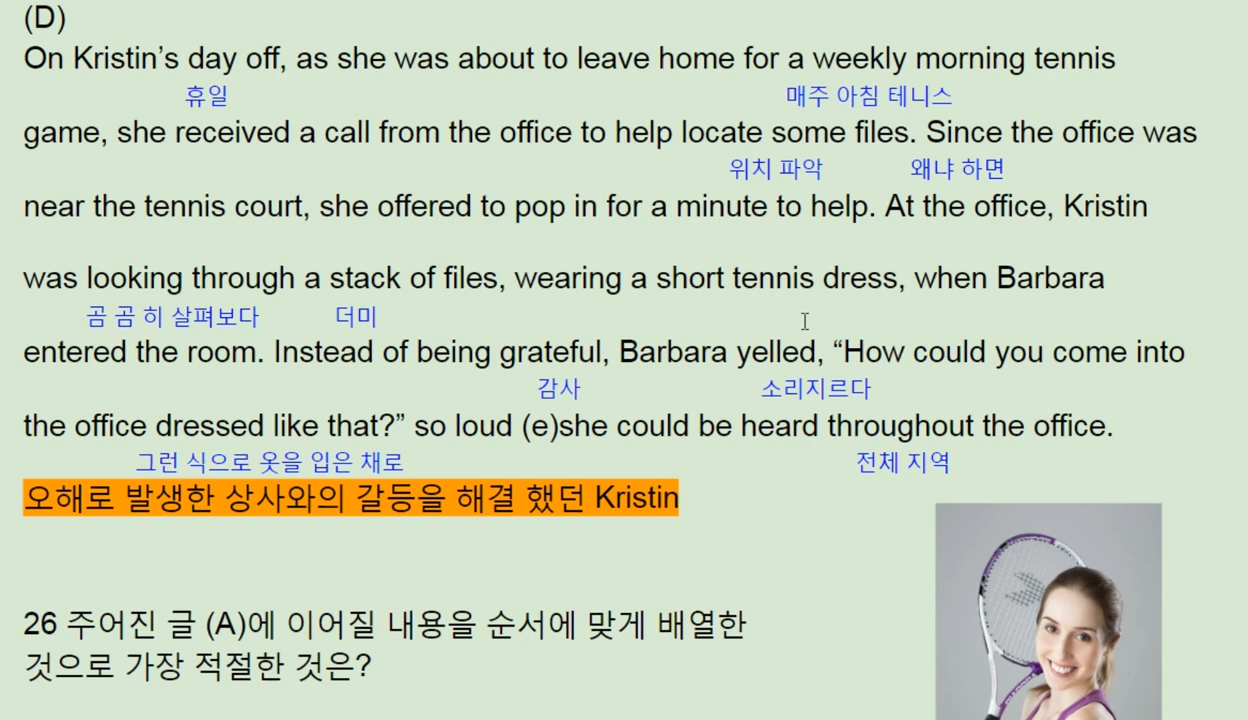 (D)
On Kristin's day off, as she was about to leave home for a weekly morning tennis
휴일 매주 아침 테니스
game, she received a call from the office to help locate some files. Since the office was
위치 파악 왜냐 하면
near the tennis court, she offered to pop in for a minute to help. At the office, Kristin
was looking through a stack of files, wearing a short tennis dress, when Barbara
곰 곰 히 살펴보다 더미
entered the room. Instead of being grateful, Barbara yelled, “How could you come into
감사 소리지르다
the office dressed like that?” so loud (e)she could be heard throughout the office.
그런 식으로 옷을 입은 채로 전체 지역
오해로 발생한 상사와의 갈등을 해결 했던 Kristin
26 주어진 글 (A)에 이어질 내용을 순서에 맞게 배열한
것으로 가장 적절한 것은?